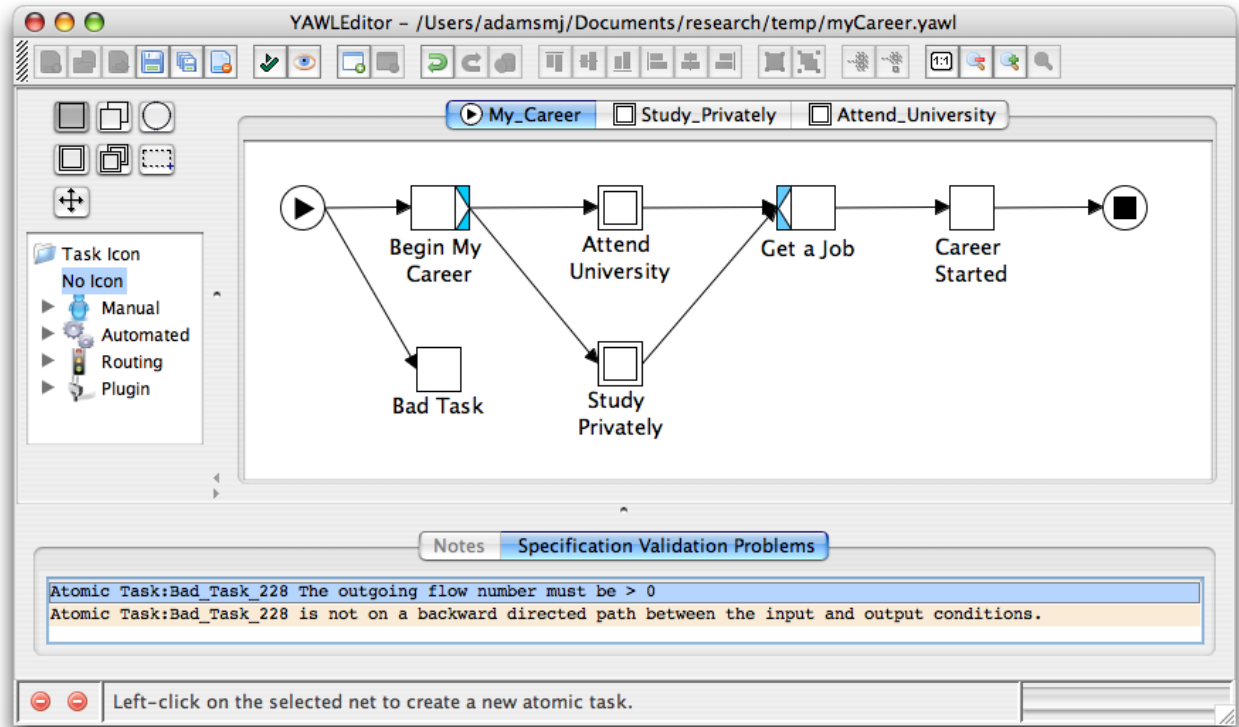 YAWLEditor – /Users/adamsmj/Documents/research/temp/myCareer.yawl
1:1
My_Career
Study_Privately
Attend_University
Task Icon
No Icon
Manual
Automated
Routing
Plugin
Begin My
Career
Attend
University
Get a Job
Career
Started
Bad Task
Study
Privately
Notes
Specification Validation Problems
Atomic Task:Bad_Task_228 The outgoing flow number must be > 0
Atomic Task:Bad_Task_228 is not on a backward directed path between the input and output conditions.
Left-click on the selected net to create a new atomic task.